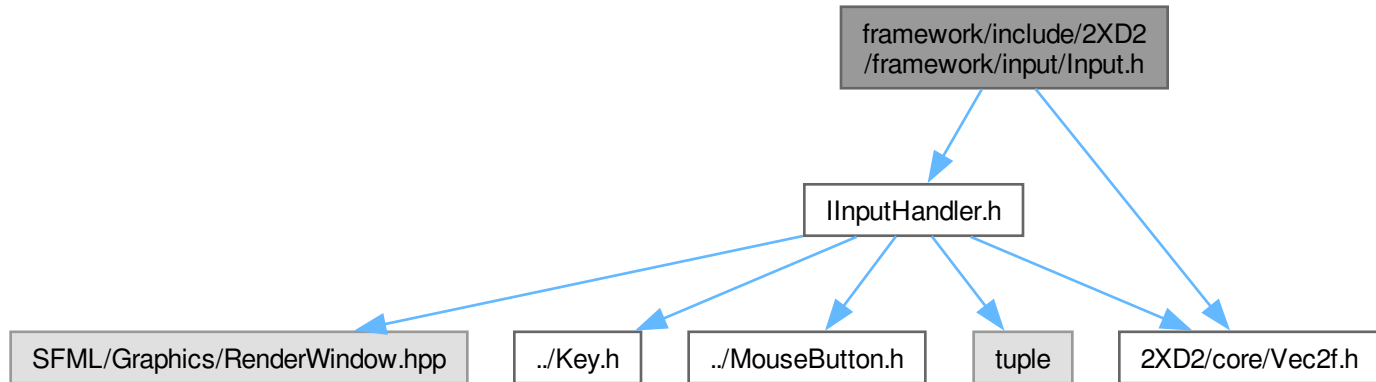 framework/include/2XD2
/framework/input/Input.h
IInputHandler.h
SFML/Graphics/RenderWindow.hpp
../Key.h
../MouseButton.h
tuple
2XD2/core/Vec2f.h